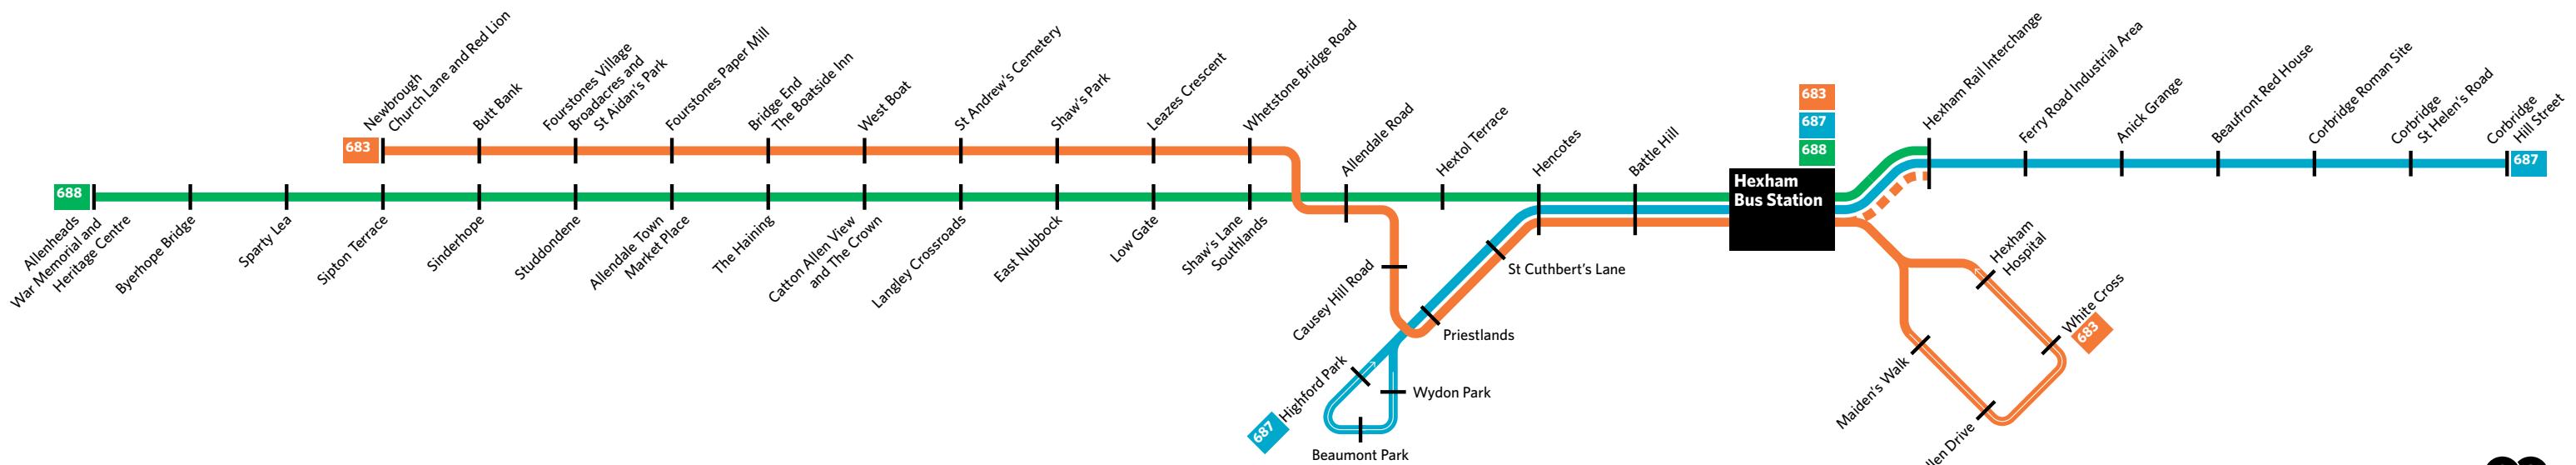 683
Newbrough
Church Lane and Red Lion
Butt Bank
Fourstones Village
Broadacres and
St Aidan's Park
Fourstones Paper Mill
Bridge End
The Boatside Inn
West Boat
St Andrew's Cemetery
Shaw's Park
Leazes Crescent
Whetstone Bridge Road
Allendale Road
Hextol Terrace
Hencotes
Battle Hill
683
687
688
Hexham
Bus Station
Hexham Rail Interchange
Ferry Road Industrial Area
Anick Grange
Beaufront Red House
Corbridge Roman Site
Corbridge
St Helen's Road
Corbridge
Hill Street
687
688
Allenheads
War Memorial and
Heritage Centre
Byerhope Bridge
Sparty Lea
Sipton Terrace
Sinderhope
Studdondene
Allendale Town
Market Place
The Haining
Catton Allen View
and The Crown
Langley Crossroads
East Nubbock
Low Gate
Shaw's Lane
Southlands
Causey Hill Road
St Cuthbert's Lane
Priestlands
Highford Park
687
Wydon Park
Beaumont Park
Hexham
Hospital
White Cross
683
Maiden's Walk
llen Drive